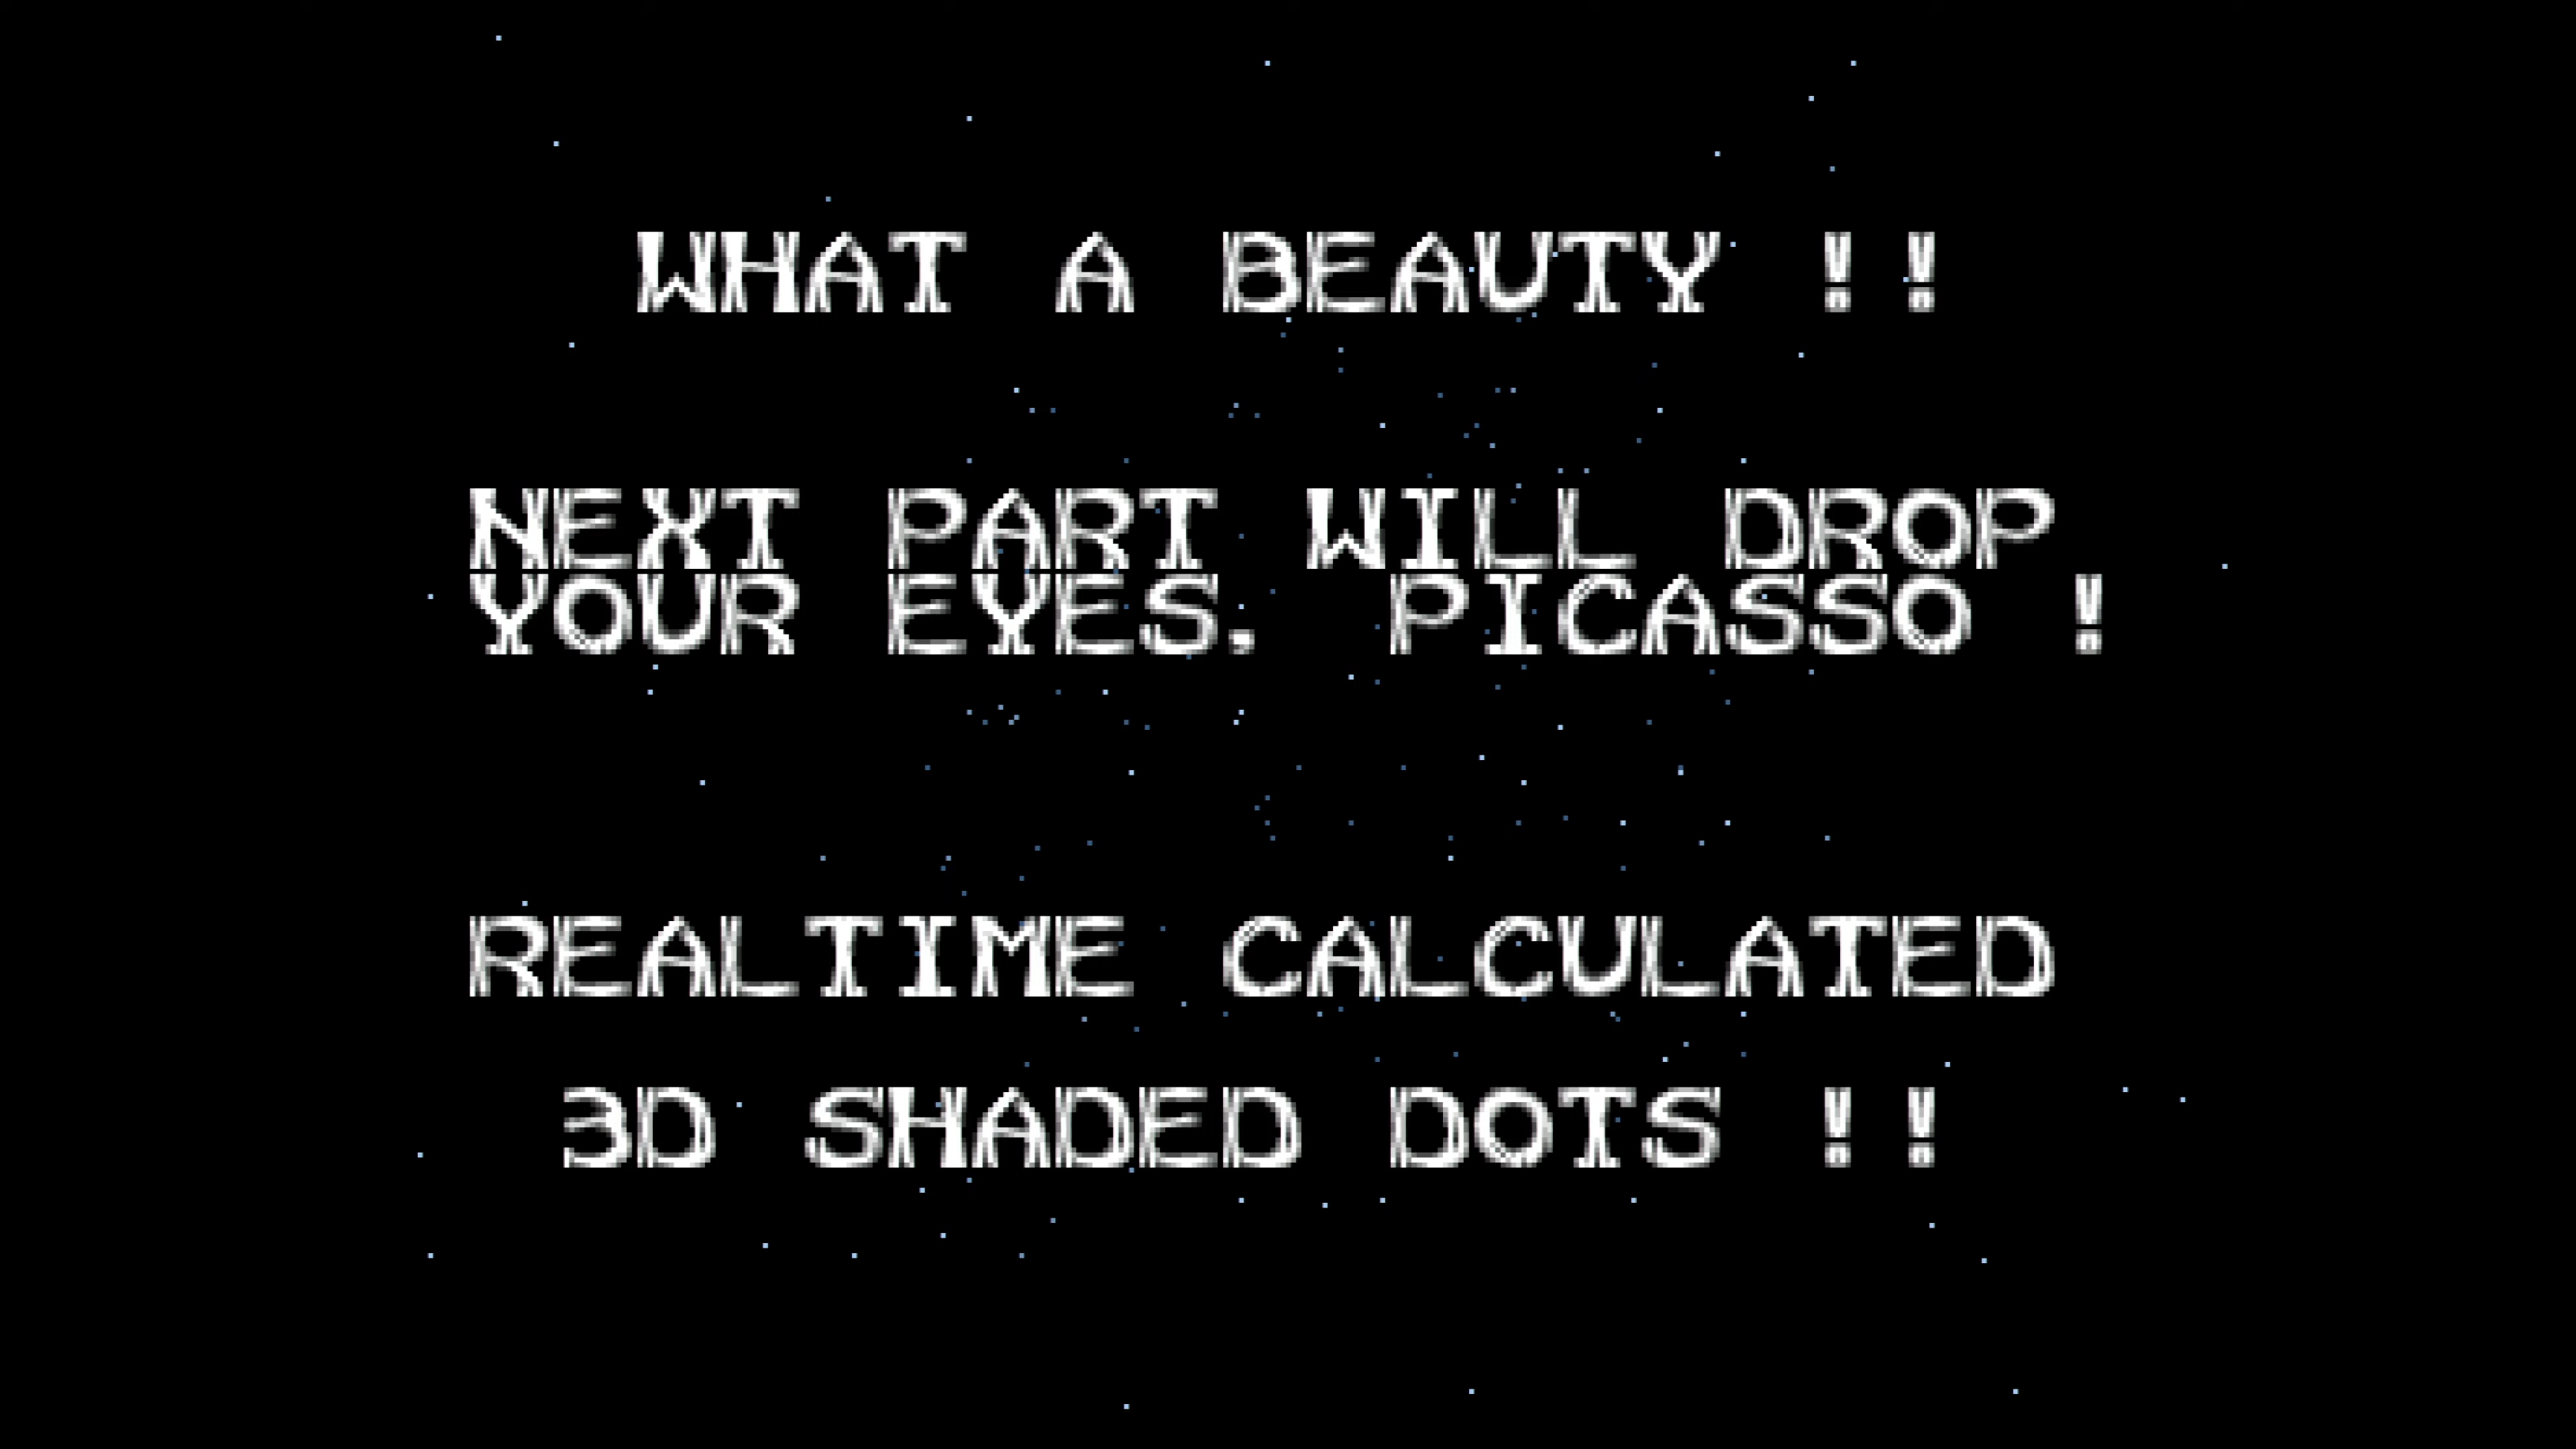 WHAT A BEAUTY !!
NEXT PART WILL DROP
YOUR EYES, PICASSO !
REALTIME CALCULATED
3D SHADED DOTS !!